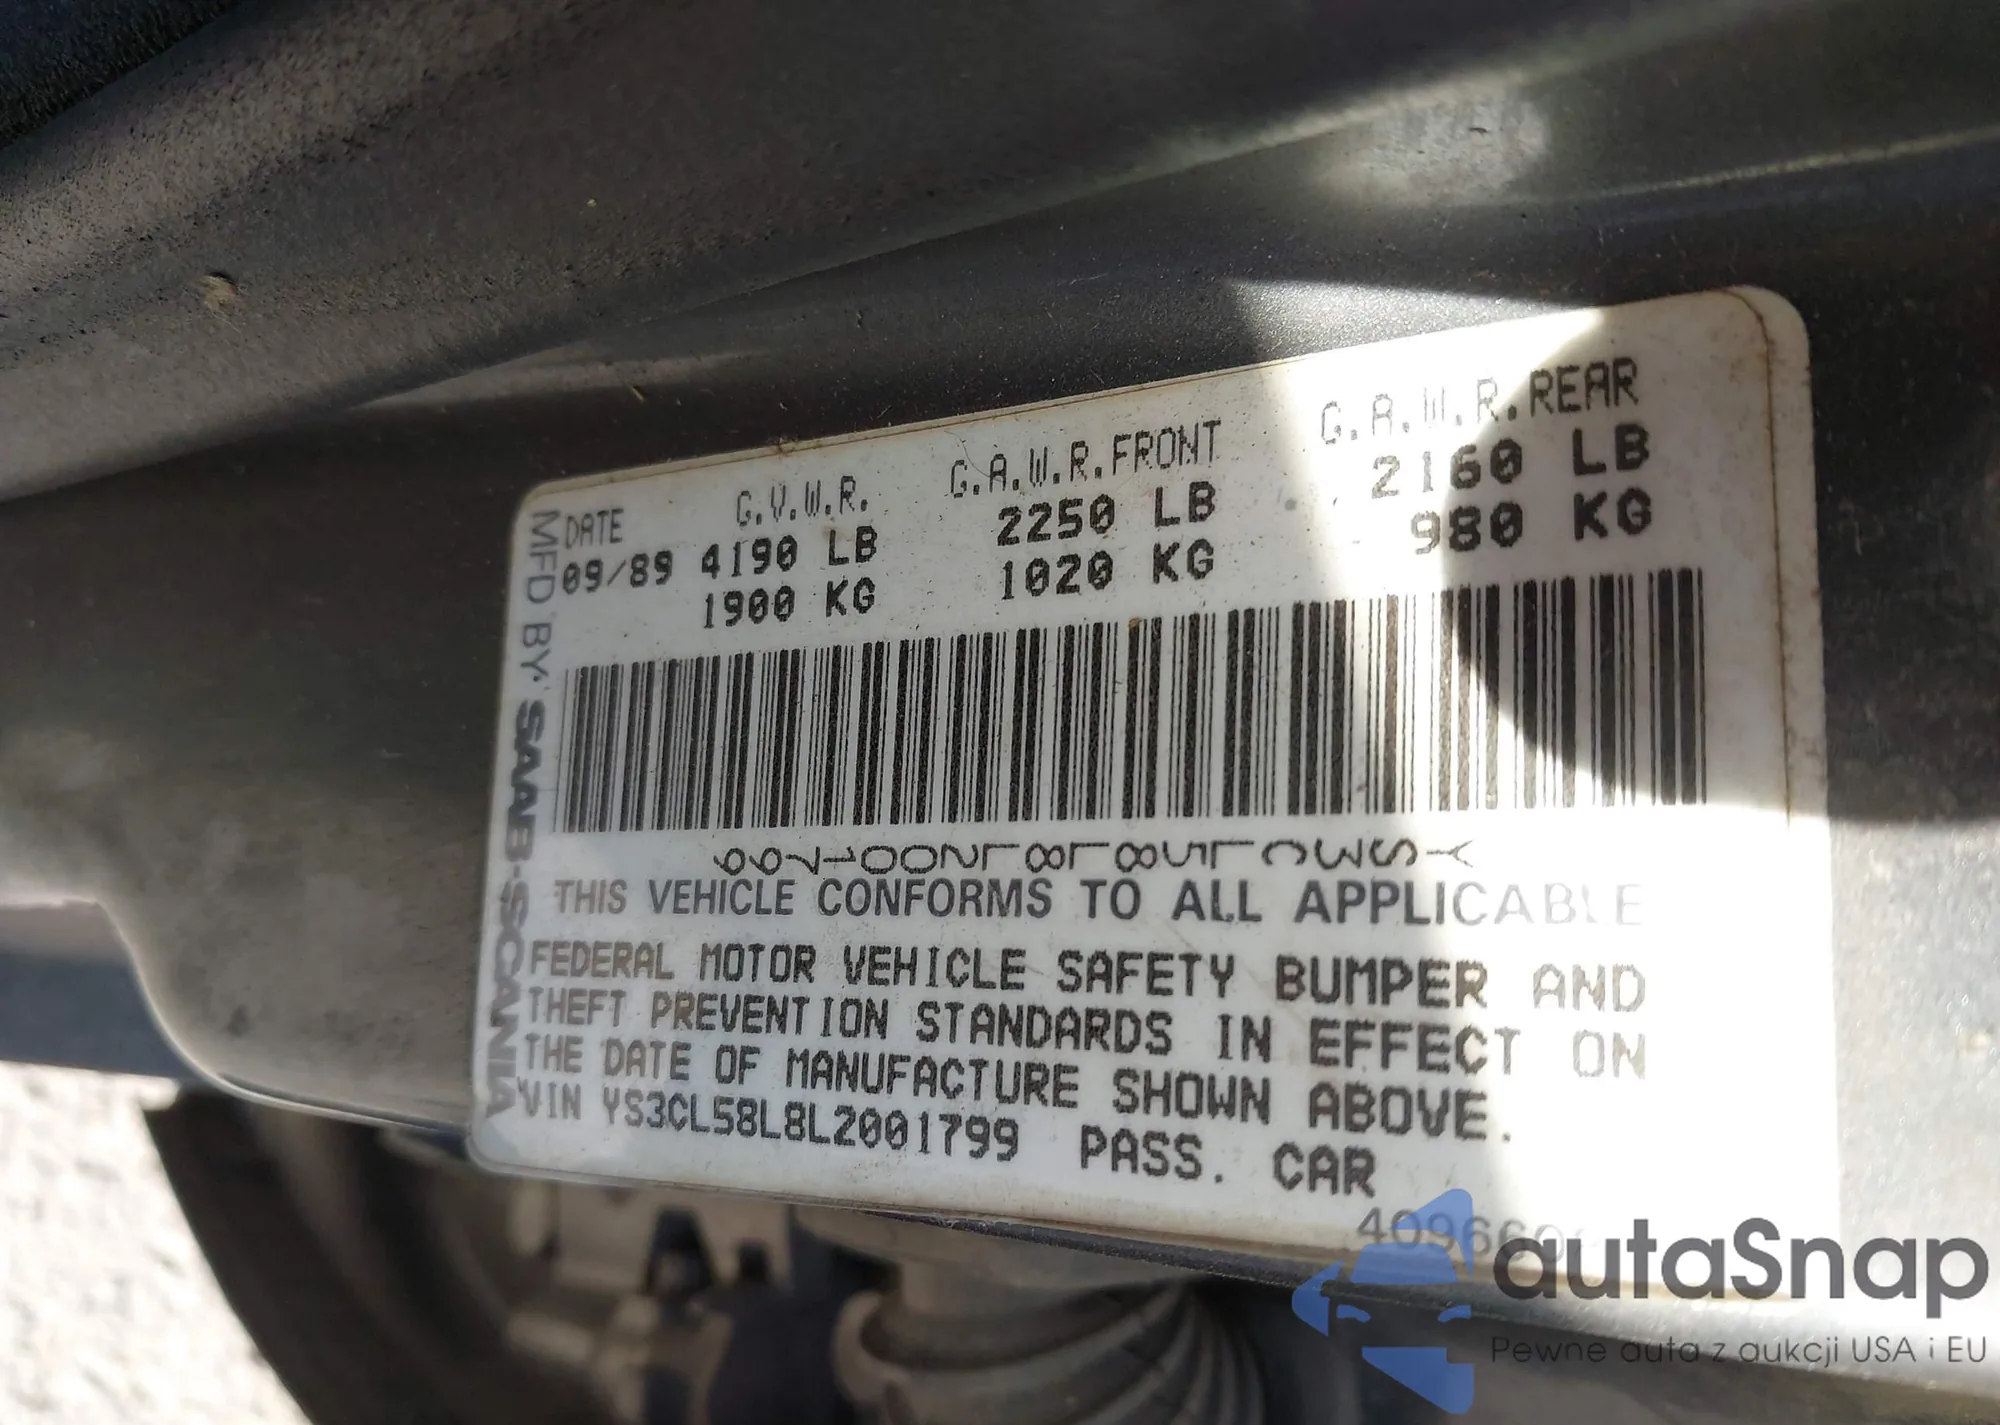 DATE G.V.W.R. G.A.W.R.FRONT G.A.W.R.REAR
09/89 4190 LB 2250 LB 2160 LB
1900 KG 1020 KG 980 KG
MFD BY SAAB-SCANIA
YS3CL58L8L2001799
THIS VEHICLE CONFORMS TO ALL APPLICABLE
FEDERAL MOTOR VEHICLE SAFETY BUMPER AND
THEFT PREVENTION STANDARDS IN EFFECT ON
THE DATE OF MANUFACTURE SHOWN ABOVE.
VIN YS3CL58L8L2001799 PASS. CAR
autaSnap
Pewne auta z aukcji USA i EU